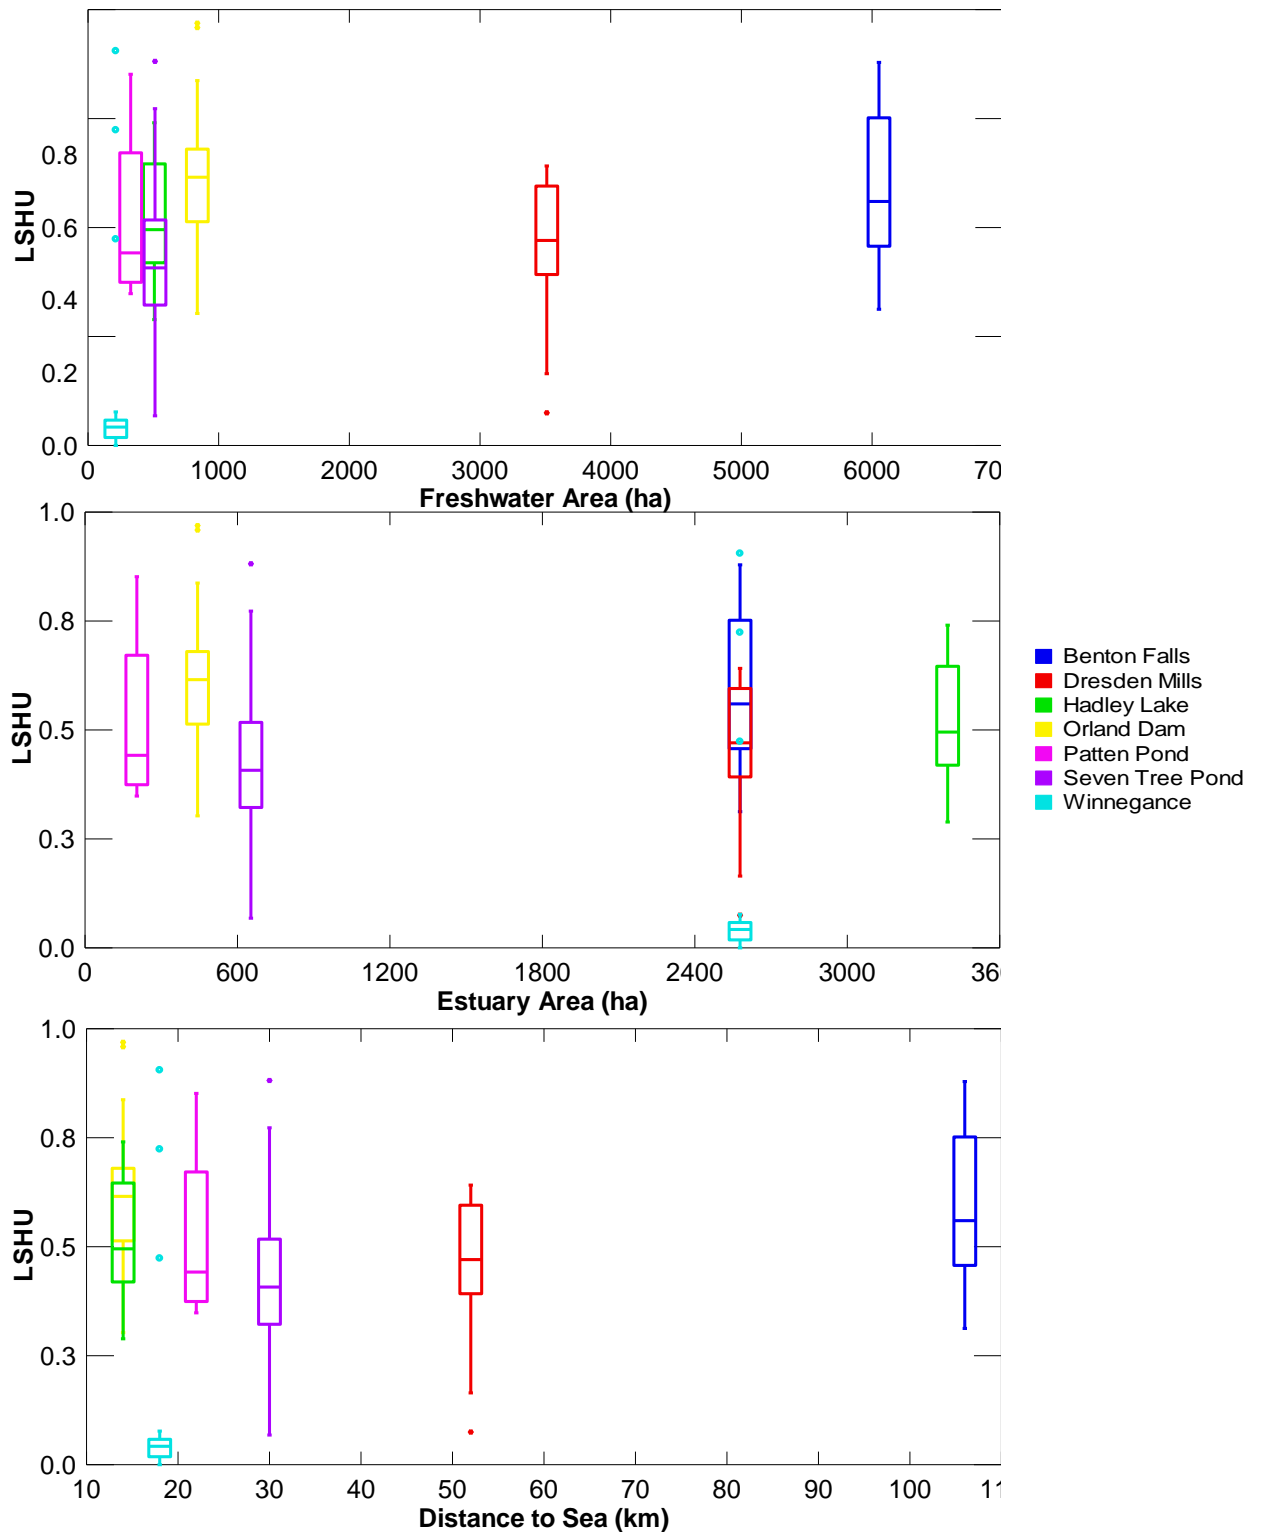 LSHU
0.8
0.6
0.4
0.2
0.0
0 1000 2000 3000 4000 5000 6000 70
Freshwater Area (ha)
LSHU
1.0
0.8
0.5
0.3
0.0
0 600 1200 1800 2400 3000 360
Estuary Area (ha)
Benton Falls
Dresden Mills
Hadley Lake
Orland Dam
Patten Pond
Seven Tree Pond
Winnegance
LSHU
1.0
0.8
0.5
0.3
0.0
10 20 30 40 50 60 70 80 90 100 11
Distance to Sea (km)